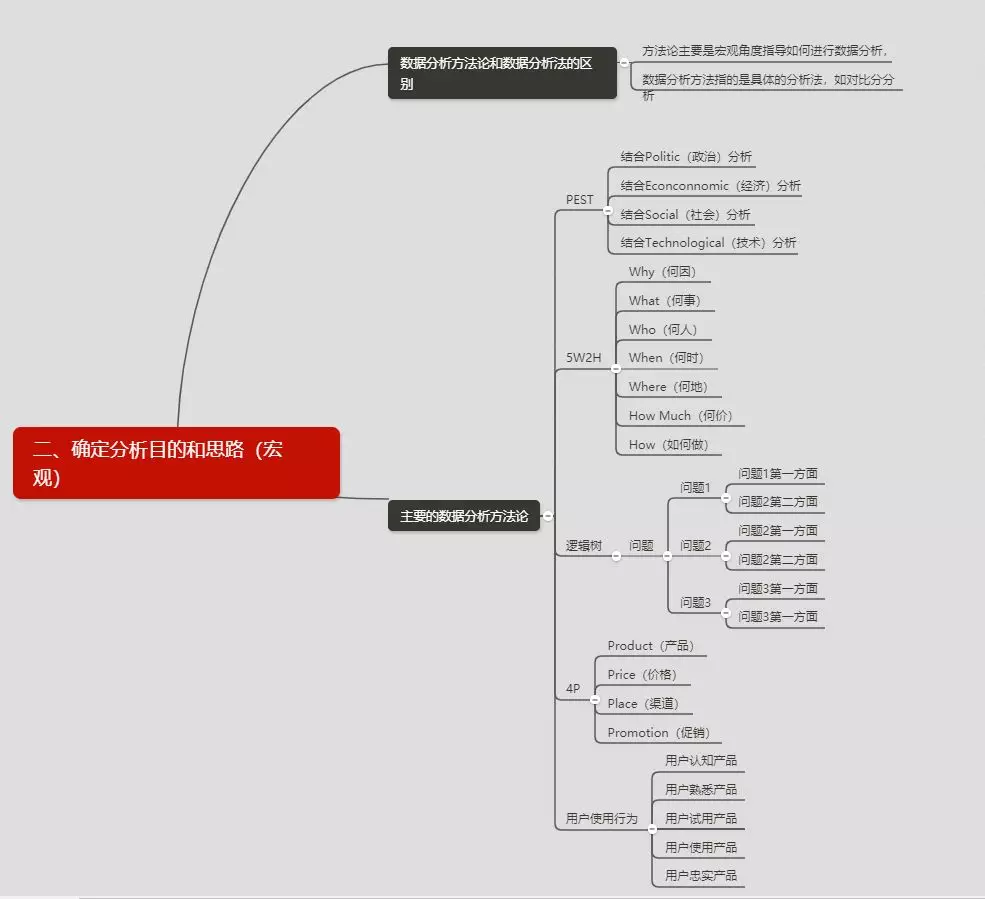 数据分析方法论和数据分析法的区
别
方法论主要是宏观角度指导如何进行数据分析，
数据分析方法指的是具体的分析法，如对比分分
析
二、确定分析目的和思路（宏
观）
主要的数据分析方法论
PEST
结合Politic（政治）分析
结合Econconnomic（经济）分析
结合Social（社会）分析
结合Technological（技术）分析
5W2H
Why（何因）
What（何事）
Who（何人）
When（何时）
Where（何地）
How Much（何价）
How（如何做）
逻辑树
问题
问题1
问题1第一方面
问题2第二方面
问题2
问题2第一方面
问题2第二方面
问题3
问题3第一方面
问题3第一方面
4P
Product（产品）
Price（价格）
Place（渠道）
Promotion（促销）
用户使用行为
用户认知产品
用户熟悉产品
用户试用产品
用户使用产品
用户忠实产品